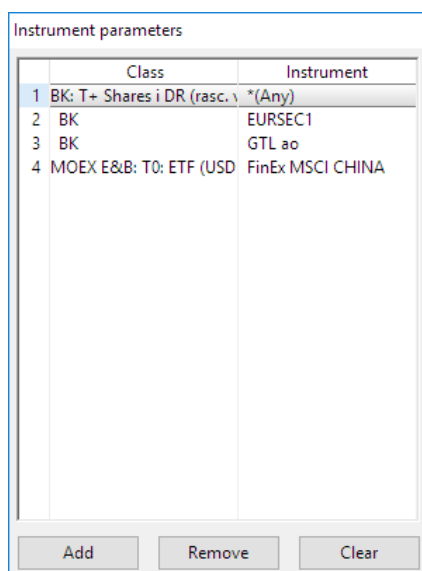 Instrument parameters
Class Instrument
1 BK: T+ Shares i DR (rasc. v *(Any)
2 BK EURSEC1
3 BK GTL ao
4 MOEX E&B: T0: ETF (USD FinEx MSCI CHINA
Add Remove Clear